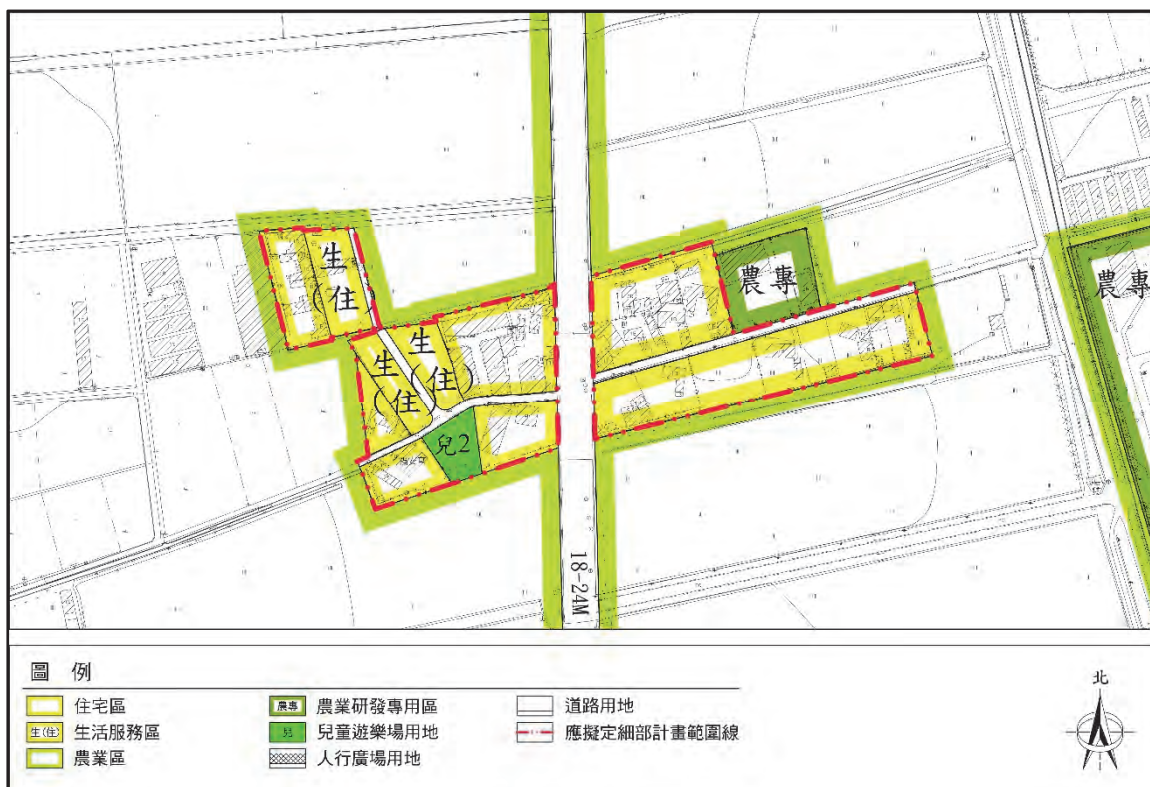 農專
農專
生(住)
生(住)
生(住)
兒2
18-24M
圖 例
住宅區
生(住) 生活服務區
農業區
農專 農業研發專用區
兒 兒童遊樂場用地
人行廣場用地
道路用地
應擬定細部計畫範圍線
北